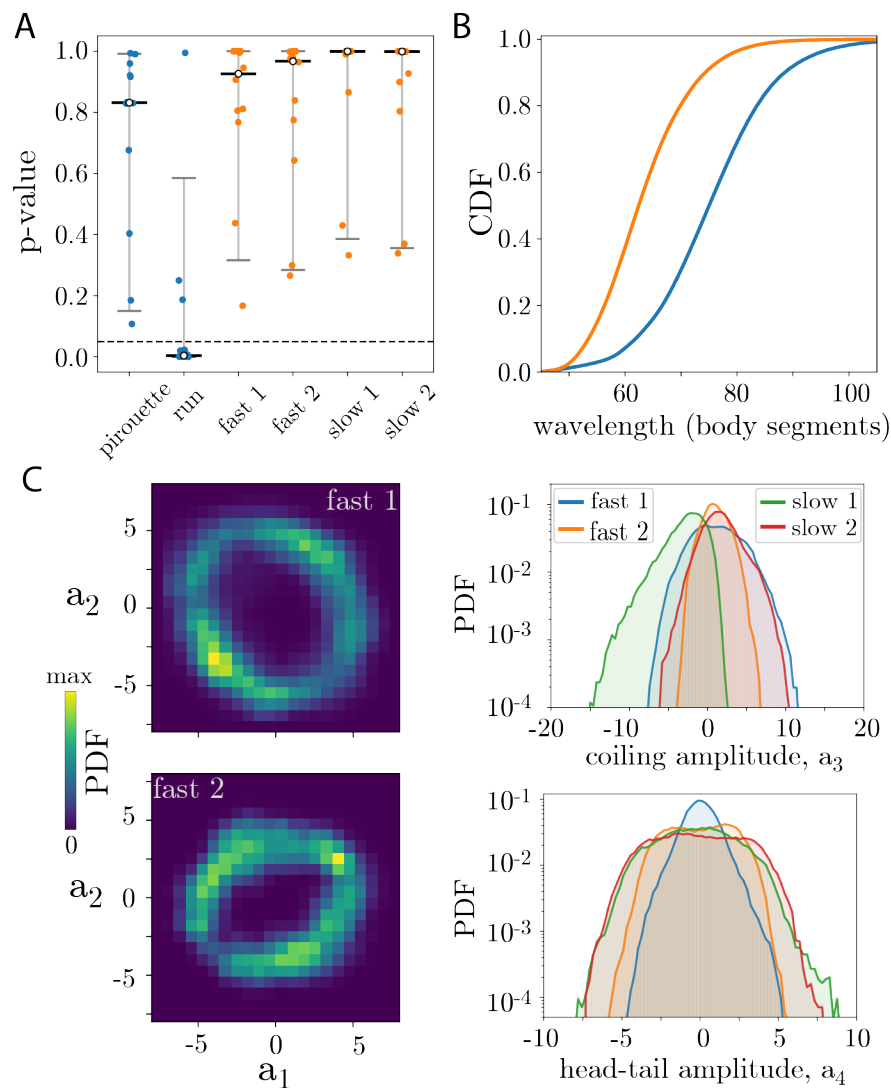 A
p-value
1.0
0.8
0.6
0.4
0.2
0.0
pirouette
run
fast 1
fast 2
slow 1
slow 2
B
CDF
1.0
0.8
0.6
0.4
0.2
0.0
60
80
100
wavelength (body segments)
C
fast 1
a2
5
0
-5
max
PDF
0
fast 2
a2
5
0
-5
-5
0
5
a1
fast 1
fast 2
slow 1
slow 2
PDF
10-1
10-2
10-3
10-4
-20
-10
0
10
20
coiling amplitude, a3
PDF
10-1
10-2
10-3
10-4
-10
-5
0
5
10
head-tail amplitude, a4